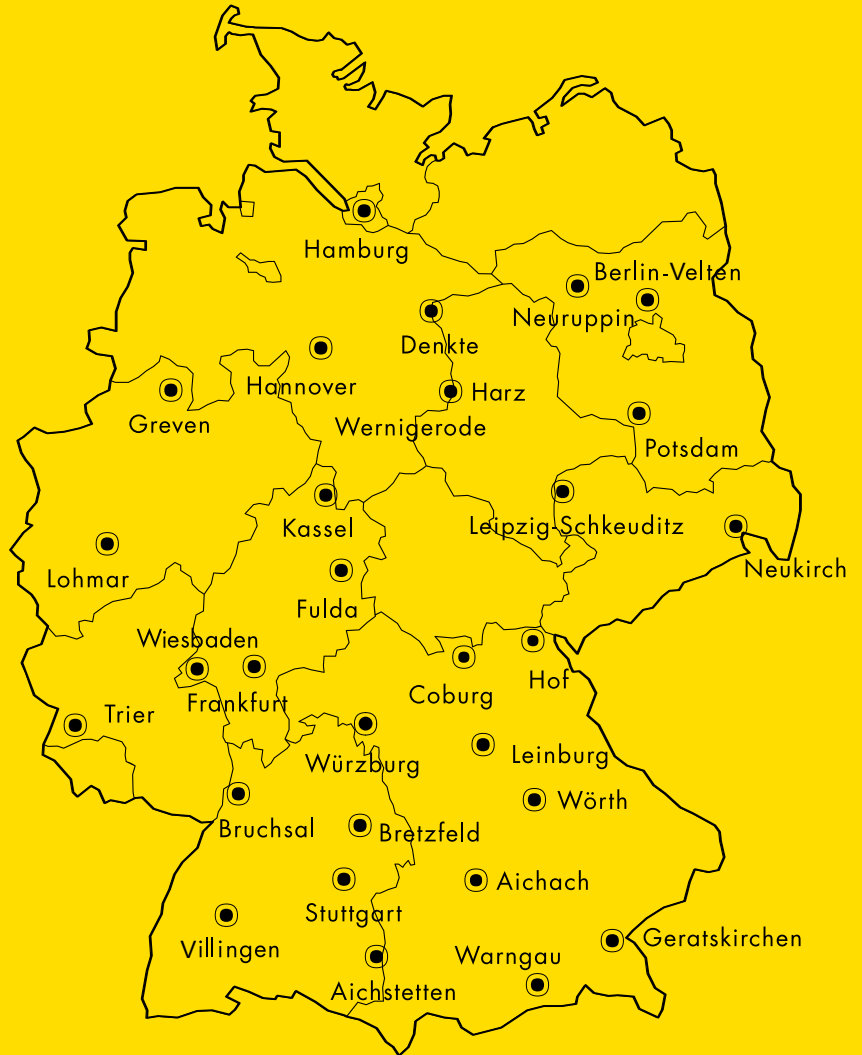 Hamburg
Berlin-Velten
Neuruppin
Denkte
Hannover
Harz
Greven
Wernigerode
Potsdam
Kassel
Leipzig-Schkeuditz
Neukirch
Lohmar
Fulda
Wiesbaden
Hof
Coburg
Frankfurt
Trier
Leinburg
Würzburg
Wörth
Bruchsal
Bretzfeld
Aichach
Stuttgart
Geratskirchen
Villingen
Warngau
Aichstetten